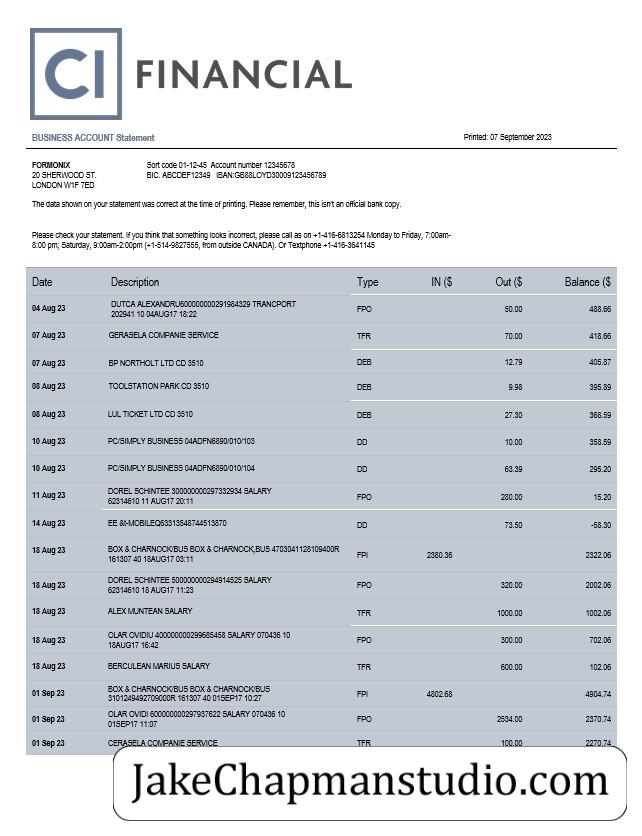 CI FINANCIAL
BUSINESS ACCOUNT Statement Printed: 07 September 2023
FORMONIX Sort code 01-12-45 Account number 12345678
20 SHERWOOD ST. BIC. ABCDEF12349 IBAN:GB88LOYD30009123456789
LONDON W1F 7ED
The data shown on your statement was correct at the time of printing. Please remember, this isn't an official bank copy.
Please check your statement. If you think that something looks incorrect, please call as on +1-416-6813254 Monday to Friday, 7:00am-
8:00 pm; Saturday, 9:00am-2:00pm (+1-514-9827555, from outside CANADA). Or Textphone +1-416-3641145
Date Description Type IN ($ Out ($ Balance ($
04 Aug 23 DUTCA ALEXANDRU600000000291984329 TRANCPORT FPO 50.00 488.66
202941 10 04AUG17 18:22
07 Aug 23 GERASELA COMPANIE SERVICE TFR 70.00 418.66
07 Aug 23 BP NORTHOLT LTD CD 3510 DEB 12.79 405.87
08 Aug 23 TOOLSTATION PARK CD 3510 DEB 9.98 395.89
08 Aug 23 LUL TICKET LTD CD 3510 DEB 27.30 368.59
10 Aug 23 PC/SIMPLY BUSINESS 04ADFN6890/010/103 DD 10.00 358.59
10 Aug 23 PC/SIMPLY BUSINESS 04ADFN6890/010/104 DD 63.39 295.20
11 Aug 23 DOREL SCHINTEE 300000000297332934 SALARY FPO 280.00 15.20
62314610 11 AUG17 20:11
14 Aug 23 EE &t-MOBILEQ63313548744513870 DD 73.50 -58.30
18 Aug 23 BOX & CHARNOCK/BUS BOX & CHARNOCK,BUS 4703041128109400R FPI 2380.36 2322.06
161307 40 18AUG17 03:11
18 Aug 23 DOREL SCHINTEE 500000000294914525 SALARY FPO 320.00 2002.06
62314610 18 AUG17 11:23
18 Aug 23 ALEX MUNTEAN SALARY TFR 1000.00 1002.06
18 Aug 23 OLAR OVIDIU 400000000299685458 SALARY 070436 10 FPO 300.00 702.06
18AUG17 16:42
18 Aug 23 BERCULEAN MARIUS SALARY TFR 600.00 102.06
01 Sep 23 BOX & CHARNOCK/BUS BOX & CHARNOCK/BUS FPI 4802.68 4904.74
3101249492709000R 161307 40 01SEP17 10:27
01 Sep 23 OLAR OVIDI 600000000297937622 SALARY 070436 10 FPO 2534.00 2370.74
01SEP17 11:07
01 Sep 23 CERASELA COMPANIE SERVICE TFR 100.00 2270.74
JakeChapmanstudio.com